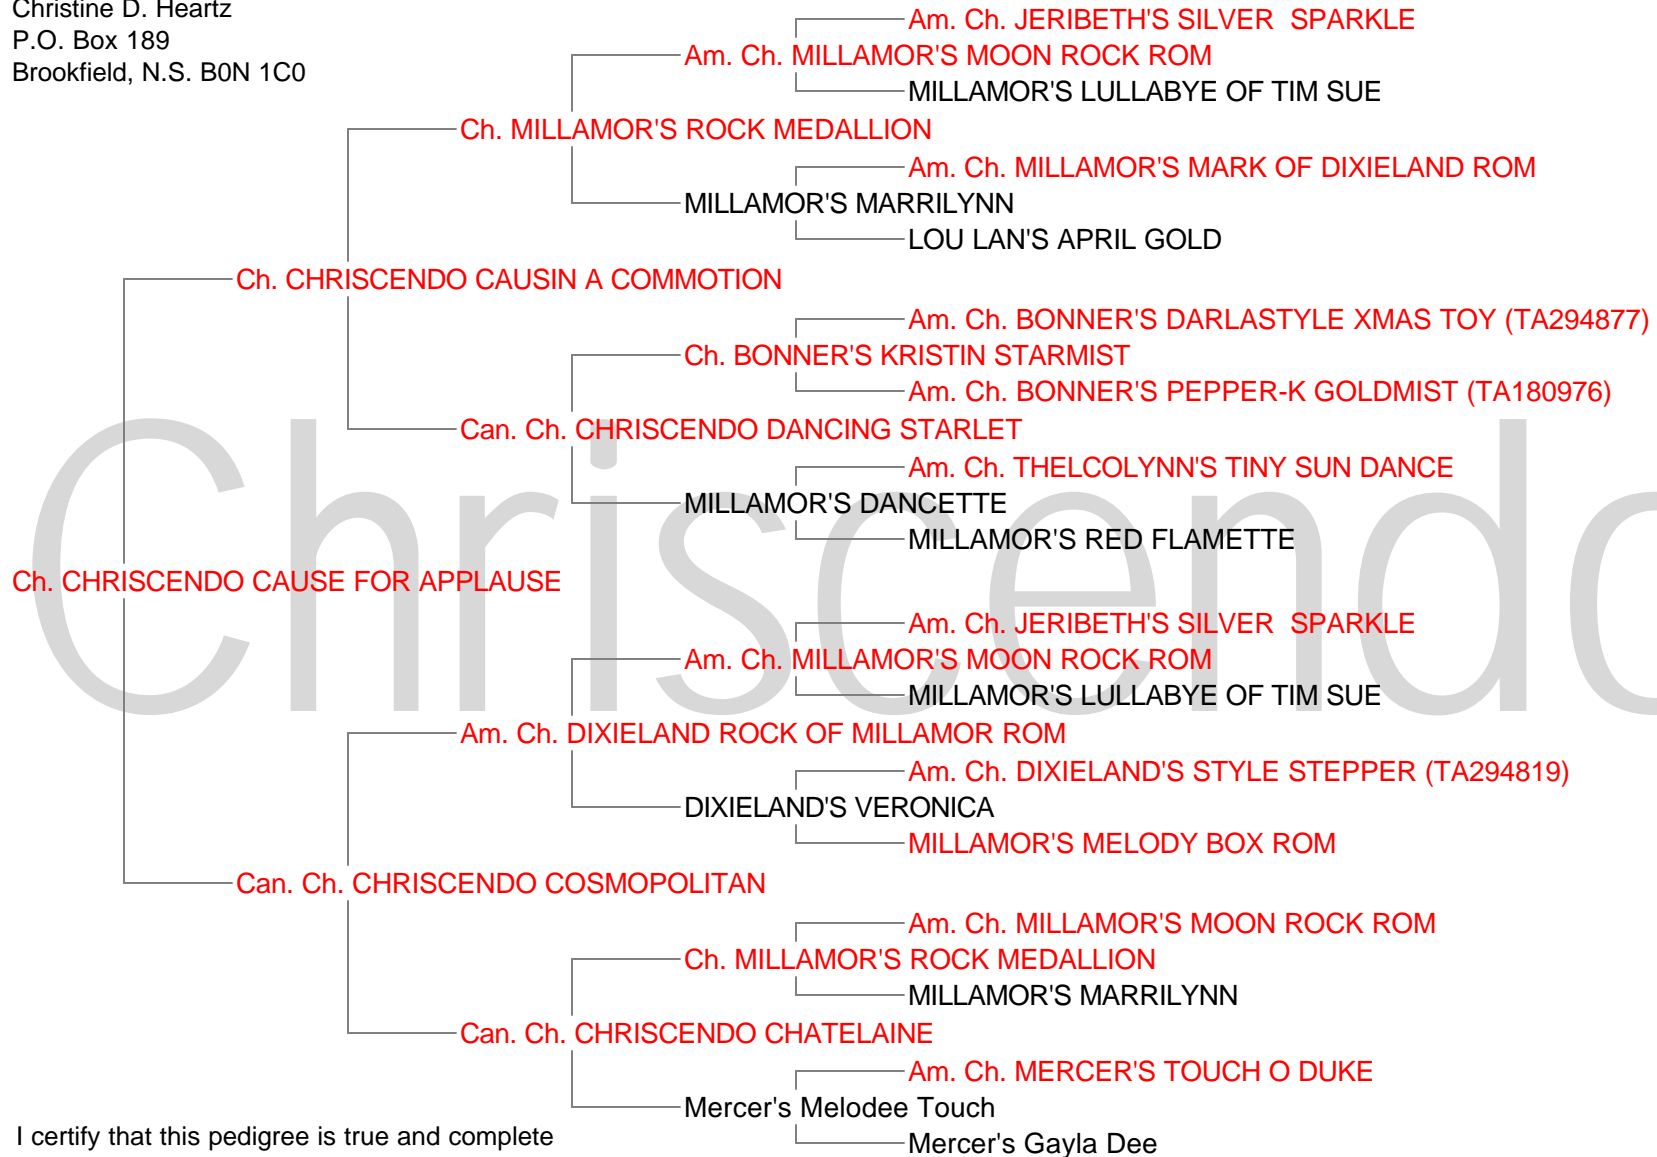 Christine D. Heartz
P.O. Box 189
Brookfield, N.S. B0N 1C0
Am. Ch. JERIBETH'S SILVER  SPARKLE
Am. Ch. MILLAMOR'S MOON ROCK ROM
MILLAMOR'S LULLABYE OF TIM SUE
Ch. MILLAMOR'S ROCK MEDALLION
Am. Ch. MILLAMOR'S MARK OF DIXIELAND ROM
MILLAMOR'S MARRILYNN
LOU LAN'S APRIL GOLD
Ch. CHRISCENDO CAUSIN A COMMOTION
Am. Ch. BONNER'S DARLASTYLE XMAS TOY (TA294877)
Ch. BONNER'S KRISTIN STARMIST
Am. Ch. BONNER'S PEPPER-K GOLDMIST (TA180976)
Can. Ch. CHRISCENDO DANCING STARLET
Am. Ch. THELCOLYNN'S TINY SUN DANCE
MILLAMOR'S DANCETTE
MILLAMOR'S RED FLAMETTE
Chriscendo
Ch. CHRISCENDO CAUSE FOR APPLAUSE
Am. Ch. JERIBETH'S SILVER  SPARKLE
Am. Ch. MILLAMOR'S MOON ROCK ROM
MILLAMOR'S LULLABYE OF TIM SUE
Am. Ch. DIXIELAND ROCK OF MILLAMOR ROM
Am. Ch. DIXIELAND'S STYLE STEPPER (TA294819)
DIXIELAND'S VERONICA
MILLAMOR'S MELODY BOX ROM
Can. Ch. CHRISCENDO COSMOPOLITAN
Am. Ch. MILLAMOR'S MOON ROCK ROM
Ch. MILLAMOR'S ROCK MEDALLION
MILLAMOR'S MARRILYNN
Can. Ch. CHRISCENDO CHATELAINE
Am. Ch. MERCER'S TOUCH O DUKE
Mercer's Melodee Touch
Mercer's Gayla Dee
I certify that this pedigree is true and complete